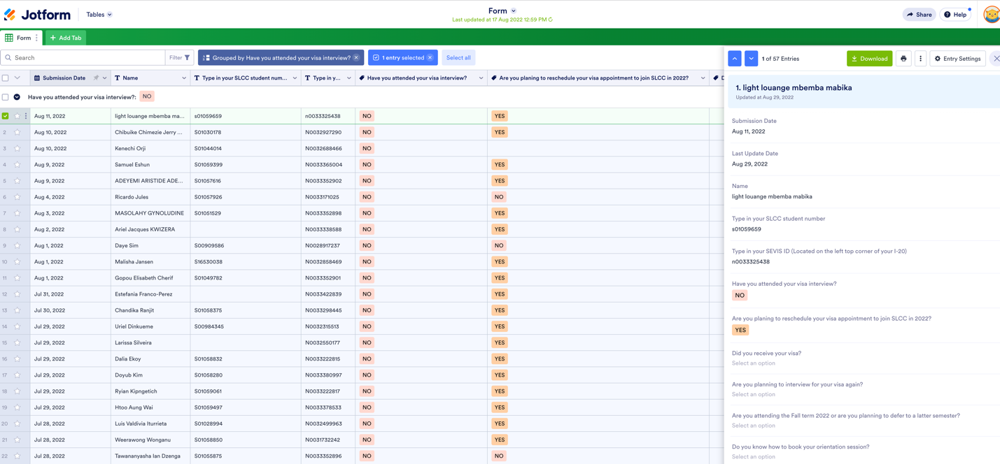 Jotform
Tables
Form
Last updated at 17 Aug 2022 12:59 PM
Share
Help
Form
+ Add Tab
Search
Filter
Grouped by Have you attended your visa interview?
1 entry selected
Select all
Submission Date Name Type in your SLCC student num... Type in y... Have you attended your visa interview? Are you planing to reschedule your visa appointment to join SLCC in 2022? D
Have you attended your visa interview?: NO
Aug 11, 2022 light louange mbemba ma... s01059659 n0033325438 NO YES
2 Aug 10, 2022 Chibuike Chimezie Jerry ... S01030178 N0032927290 NO YES
3 Aug 10, 2022 Kenechi Orji S01044014 N0032688466 NO
4 Aug 9, 2022 Samuel Eshun S01059399 N0033365004 NO YES
5 Aug 9, 2022 ADEYEMI ARISTIDE ADE... S01057616 N0033352902 NO YES
6 Aug 4, 2022 Ricardo Jules S01057926 N0033171025 NO NO
7 Aug 3, 2022 MASOLAHY GYNOLUDINE S01051529 N0033352898 NO YES
8 Aug 2, 2022 Ariel Jacques KWIZERA N0033338588 NO YES
9 Aug 1, 2022 Daye Sim S00909586 N0028917237 NO NO
10 Aug 1, 2022 Malisha Jansen S16530038 N0032858469 NO YES
11 Aug 1, 2022 Gopou Elisabeth Cherif S01049782 N0033352901 NO YES
12 Jul 31, 2022 Estefania Franco-Perez N0033422839 NO YES
13 Jul 30, 2022 Chandika Ranjit S01058375 N0033298445 NO YES
14 Jul 29, 2022 Uriel Dinkueme S00984345 N0032315513 NO YES
15 Jul 29, 2022 Larissa Silveira N0032550177 NO YES
16 Jul 29, 2022 Dalia Ekoy S01058832 N0033222815 NO YES
17 Jul 29, 2022 Doyub Kim S01058280 N0033380997 NO YES
18 Jul 29, 2022 Ryian Kipngetich S01059061 N0033222817 NO YES
19 Jul 29, 2022 Htoo Aung Wai S01059497 N0033378533 NO YES
20 Jul 28, 2022 Luis Valdivia Iturrieta S01028994 N0032499963 NO YES
21 Jul 28, 2022 Weerawong Wonganu S01058850 N0031732242 NO YES
22 Jul 28, 2022 Tawananyasha Ian Dzenga S01055875 N0033352896 NO NO
1 of 57 Entries
Download
Entry Settings
1. light louange mbemba mabika
Updated at Aug 29, 2022
Submission Date
Aug 11, 2022
Last Update Date
Aug 29, 2022
Name
light louange mbemba mabika
Type in your SLCC student number
s01059659
Type in your SEVIS ID (Located on the left top corner of your I-20)
n0033325438
Have you attended your visa interview?
NO
Are you planing to reschedule your visa appointment to join SLCC in 2022?
YES
Did you receive your visa?
Select an option
Are you planning to interview for your visa again?
Select an option
Are you attending the Fall term 2022 or are you planning to defer to a latter semester?
Select an option
Do you know how to book your orientation session?
Select an option